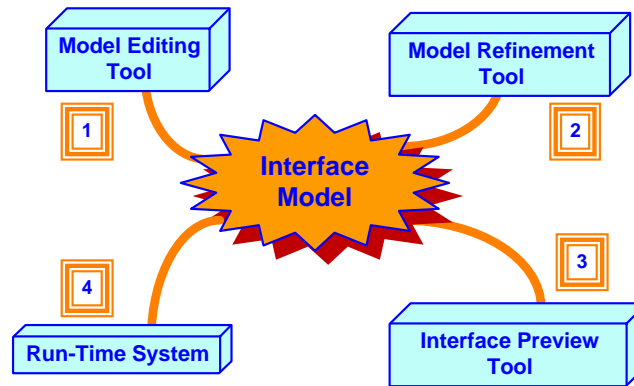 Model Editing
Tool
Model Refinement
Tool
1
2
Interface
Model
4
3
Run-Time System
Interface Preview
Tool